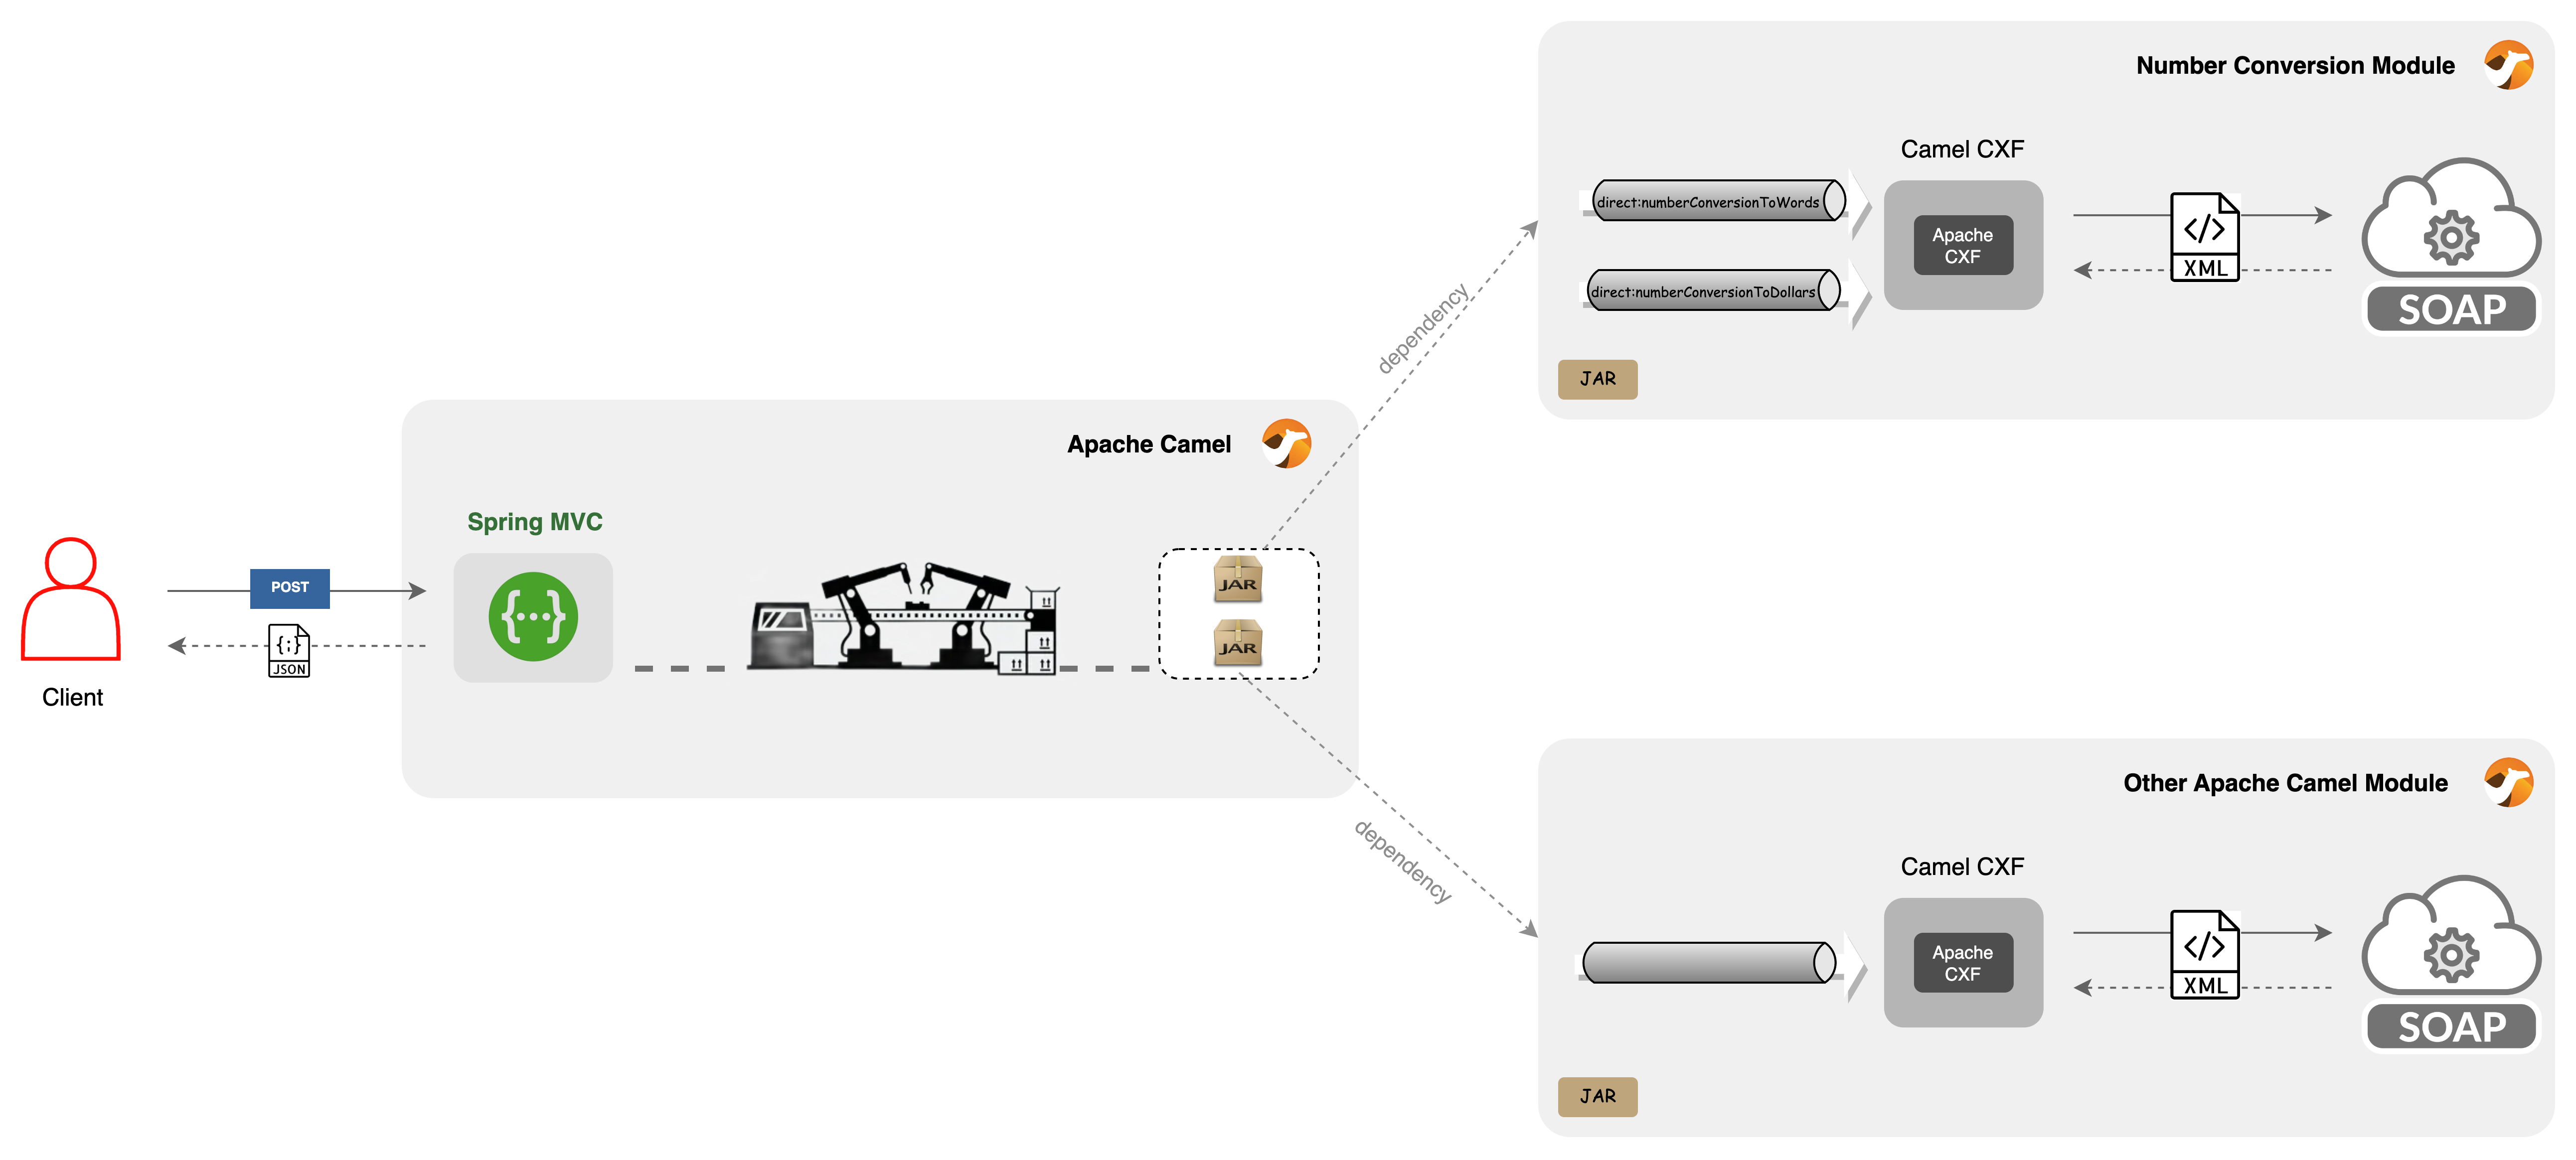 Client
POST
{;}
JSON
Apache Camel
Spring MVC
{...}
JAR
JAR
dependency
dependency
Number Conversion Module
Camel CXF
direct:numberConversionToWords
direct:numberConversionToDollars
Apache
CXF
</>
XML
SOAP
JAR
Other Apache Camel Module
Camel CXF
Apache
CXF
</>
XML
SOAP
JAR